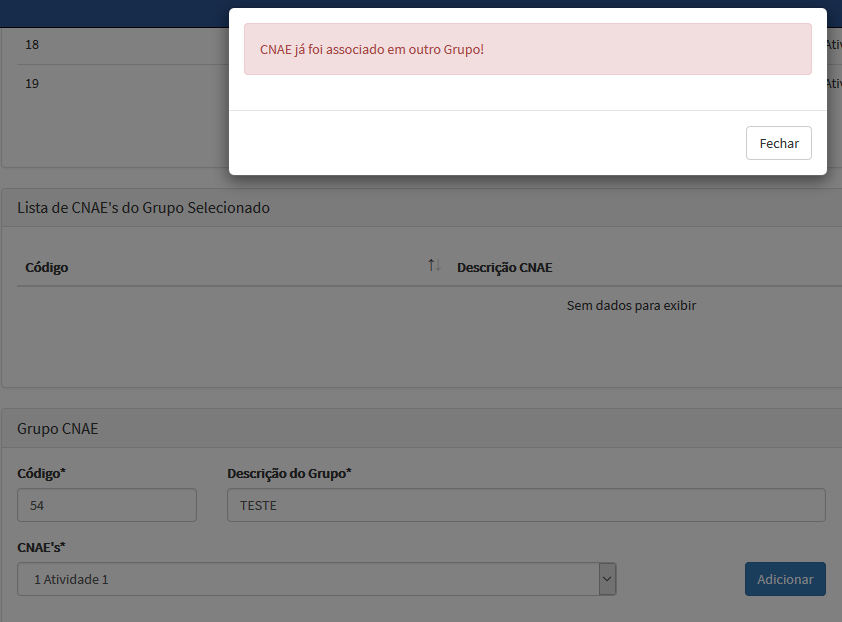 CNAE já foi associado em outro Grupo!
Fechar
18
Ativ
19
Ativ
Lista de CNAE's do Grupo Selecionado
Código
Descrição CNAE
Sem dados para exibir
Grupo CNAE
Código*
Descrição do Grupo*
54
TESTE
CNAE's*
1 Atividade 1
Adicionar